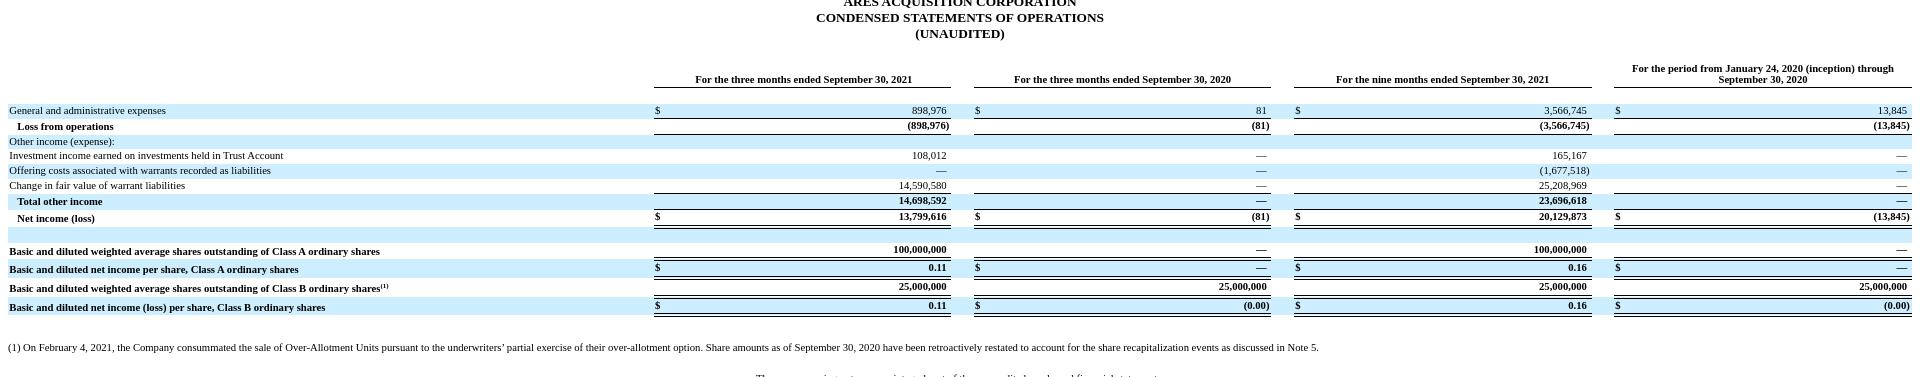 ARES ACQUISITION CORPORATION
CONDENSED STATEMENTS OF OPERATIONS
(UNAUDITED)
For the three months ended September 30, 2021 For the three months ended September 30, 2020 For the nine months ended September 30, 2021 For the period from January 24, 2020 (inception) through
September 30, 2020
General and administrative expenses $ 898,976 $ 81 $ 3,566,745 $ 13,845
Loss from operations (898,976) (81) (3,566,745) (13,845)
Other income (expense):
Investment income earned on investments held in Trust Account 108,012 — 165,167 —
Offering costs associated with warrants recorded as liabilities — — (1,677,518) —
Change in fair value of warrant liabilities 14,590,580 — 25,208,969 —
Total other income 14,698,592 — 23,696,618 —
Net income (loss) $ 13,799,616 $ (81) $ 20,129,873 $ (13,845)
Basic and diluted weighted average shares outstanding of Class A ordinary shares 100,000,000 — 100,000,000 —
Basic and diluted net income per share, Class A ordinary shares $ 0.11 $ — $ 0.16 $ —
Basic and diluted weighted average shares outstanding of Class B ordinary shares(1) 25,000,000 25,000,000 25,000,000 25,000,000
Basic and diluted net income (loss) per share, Class B ordinary shares $ 0.11 $ (0.00) $ 0.16 $ (0.00)
(1) On February 4, 2021, the Company consummated the sale of Over-Allotment Units pursuant to the underwriters’ partial exercise of their over-allotment option. Share amounts as of September 30, 2020 have been retroactively restated to account for the share recapitalization events as discussed in Note 5.